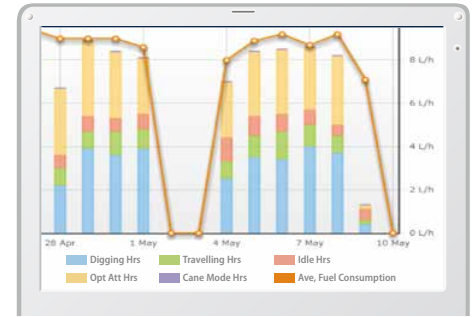 8 L/h
6 L/h
4 L/h
2 L/h
0 L/h
28 Apr 1 May 4 May 7 May 10 May
Digging Hrs Travelling Hrs Idle Hrs
Opt Att Hrs Cane Mode Hrs Ave, Fuel Consumption